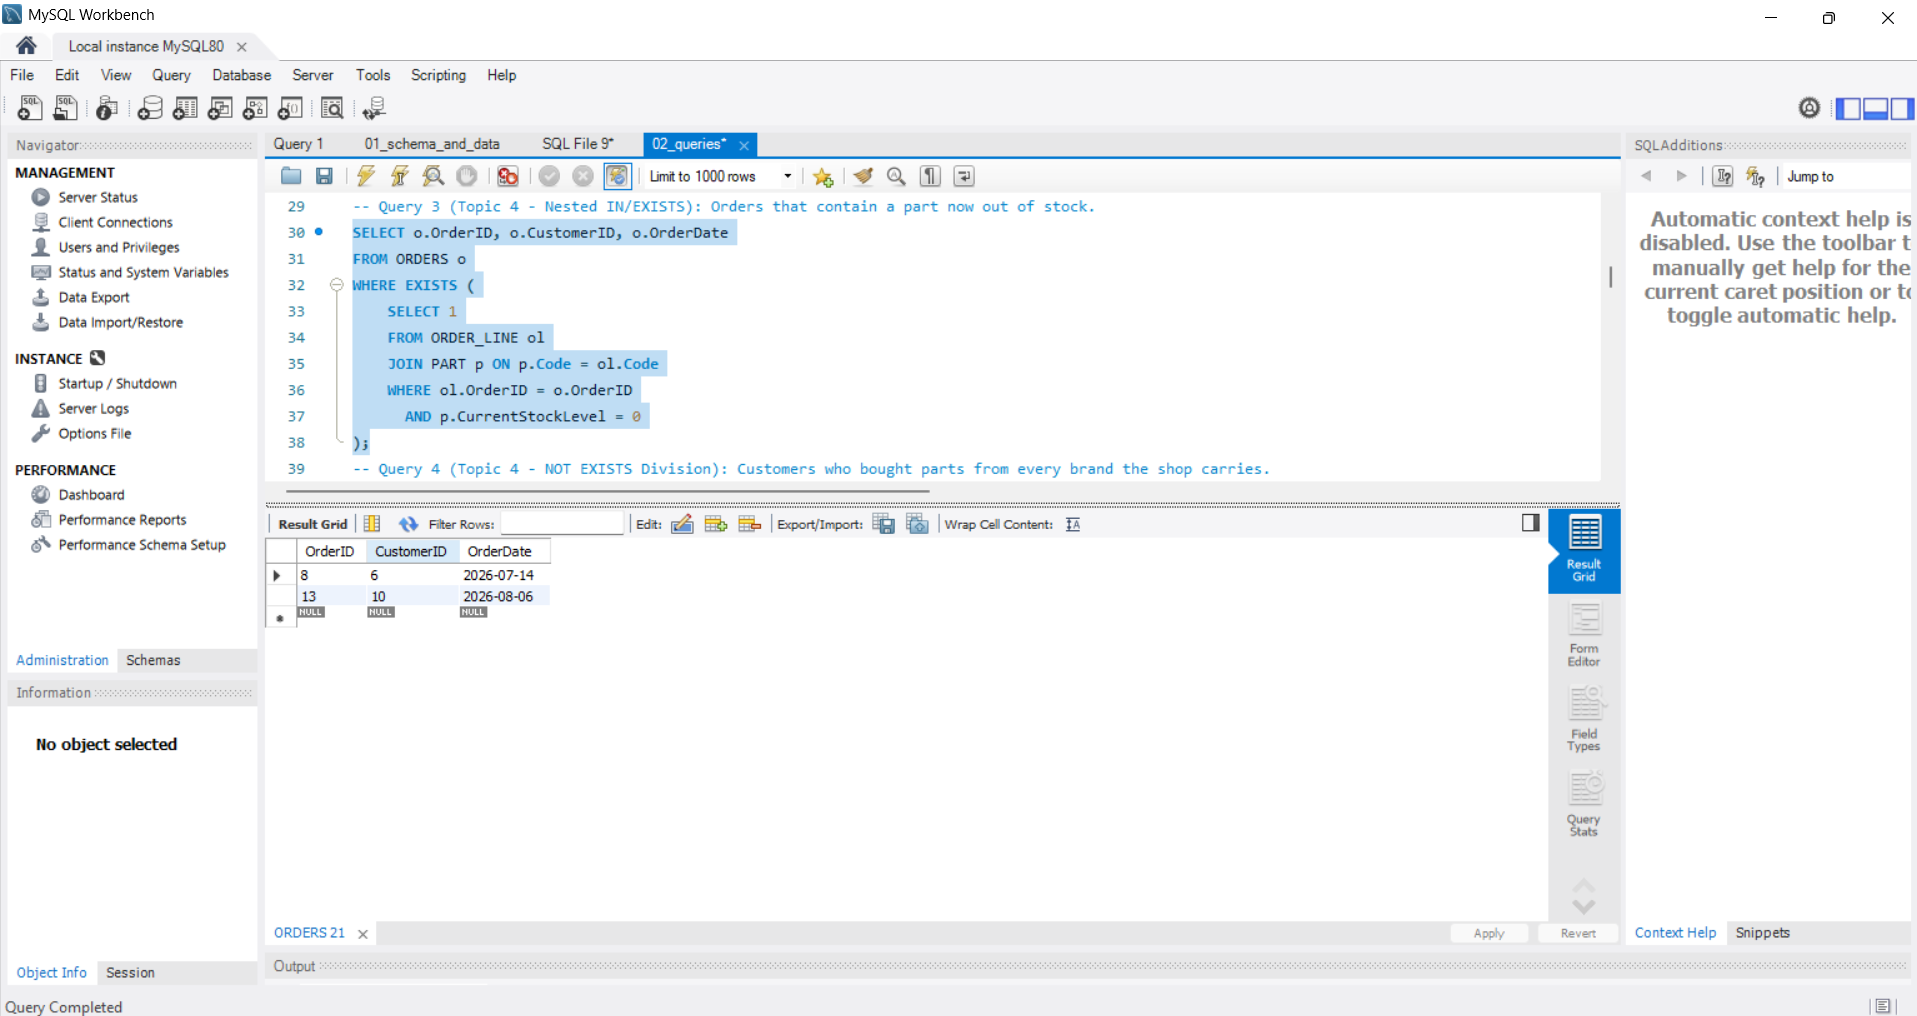 MySQL Workbench
Local instance MySQL80
File Edit View Query Database Server Tools Scripting Help
Navigator
MANAGEMENT
Server Status
Client Connections
Users and Privileges
Status and System Variables
Data Export
Data Import/Restore
INSTANCE
Startup / Shutdown
Server Logs
Options File
PERFORMANCE
Dashboard
Performance Reports
Performance Schema Setup
Administration Schemas
Information
No object selected
Object Info Session
Query Completed
Query 1 01_schema_and_data SQL File 9* 02_queries*
Limit to 1000 rows
29 -- Query 3 (Topic 4 - Nested IN/EXISTS): Orders that contain a part now out of stock.
30 SELECT o.OrderID, o.CustomerID, o.OrderDate
31 FROM ORDERS o
32 WHERE EXISTS (
33 SELECT 1
34 FROM ORDER_LINE ol
35 JOIN PART p ON p.Code = ol.Code
36 WHERE ol.OrderID = o.OrderID
37 AND p.CurrentStockLevel = 0
38 );
39 -- Query 4 (Topic 4 - NOT EXISTS Division): Customers who bought parts from every brand the shop carries.
Result Grid Filter Rows: Edit: Export/Import: Wrap Cell Content:
OrderID CustomerID OrderDate
8 6 2026-07-14
13 10 2026-08-06
NULL NULL NULL
Result
Grid
Form
Editor
Field
Types
Query
Stats
ORDERS 21
Apply Revert
Output
SQLAdditions
Jump to
Automatic context help is
disabled. Use the toolbar t
manually get help for the
current caret position or to
toggle automatic help.
Context Help Snippets